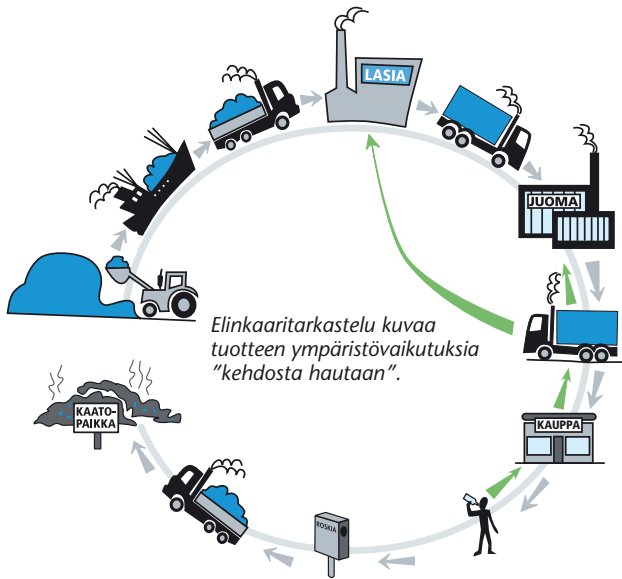 LASIA
JUOMA
Elinkaaritarkastelu kuvaa
tuotteen ympäristövaikutuksia
”kehdosta hautaan”.
KAATO-
PAIKKA
KAUPPA
ROSKIA